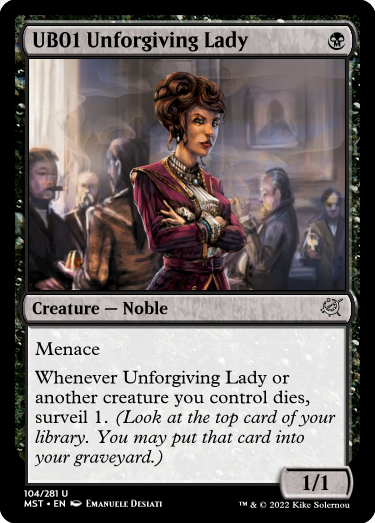 UB01 Unforgiving Lady
Creature — Noble
Menace
Whenever Unforgiving Lady or
another creature you control dies,
surveil 1. (Look at the top card of your
library. You may put that card into
your graveyard.)
1/1
104/281 U
MST • EN Emanuele Desiati
™ & © 2022 Kike Solernou